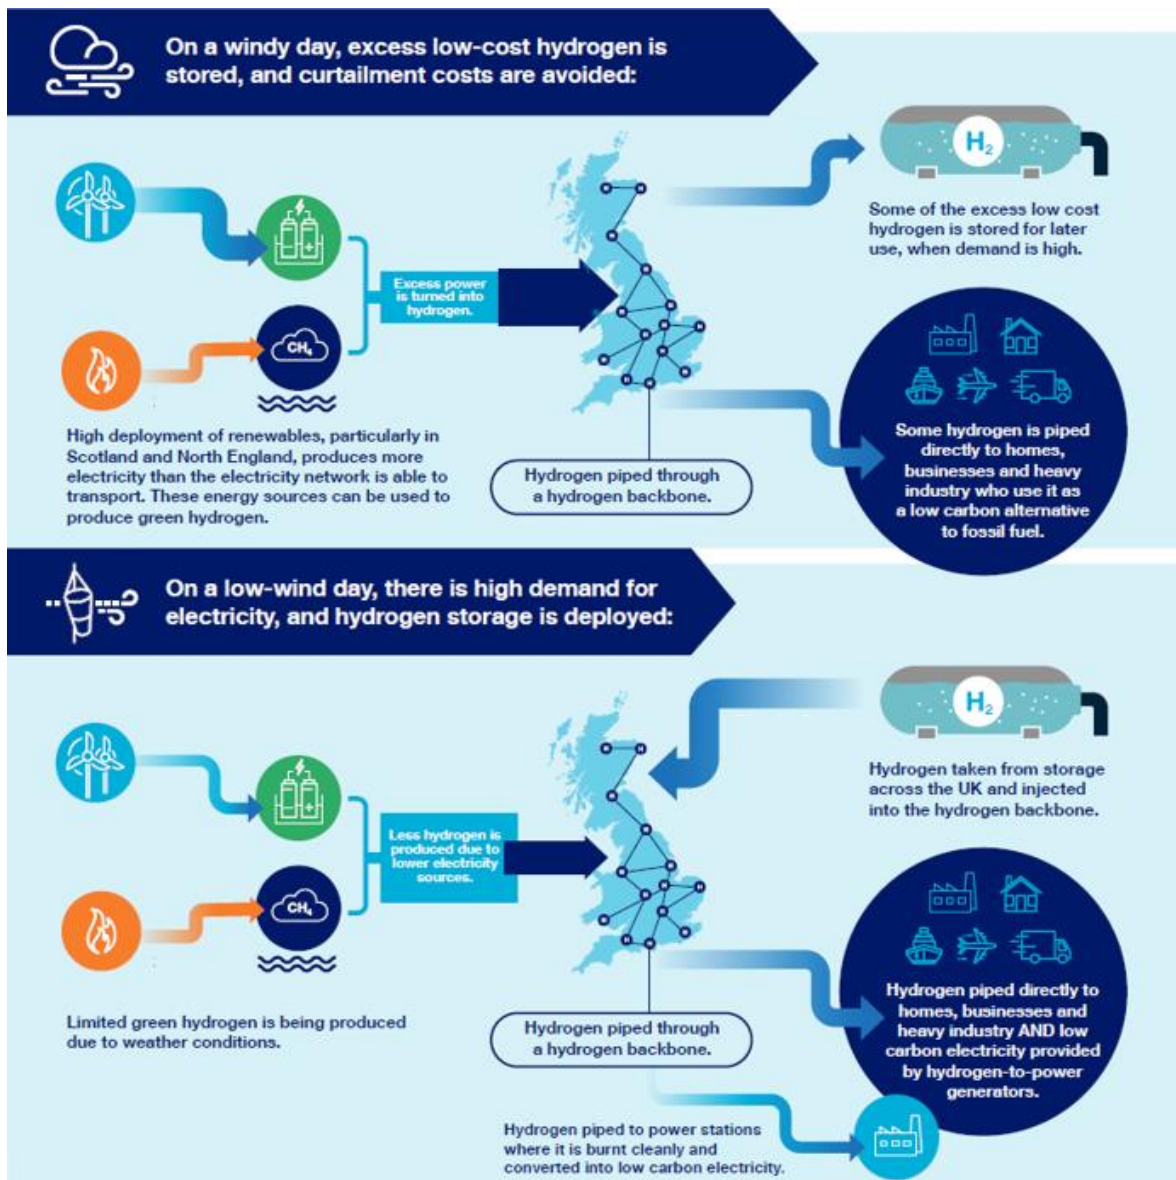 On a windy day, excess low-cost hydrogen is
stored, and curtailment costs are avoided:
H₂
Some of the excess low cost
hydrogen is stored for later
use, when demand is high.
Excess power
is turned into
hydrogen.
CH₄
H
H
H
H
H
H
H
H
H
H
H
H
H
H
High deployment of renewables, particularly in
Scotland and North England, produces more
electricity than the electricity network is able to
transport. These energy sources can be used to
produce green hydrogen.
Hydrogen piped through
a hydrogen backbone.
Some hydrogen is piped
directly to homes,
businesses and heavy
industry who use it as
a low carbon alternative
to fossil fuel.
On a low-wind day, there is high demand for
electricity, and hydrogen storage is deployed:
H₂
Hydrogen taken from storage
across the UK and injected
into the hydrogen backbone.
Less hydrogen is
produced due to
lower electricity
sources.
CH₄
H
H
H
H
H
H
H
H
H
H
H
H
H
H
Limited green hydrogen is being produced
due to weather conditions.
Hydrogen piped through
a hydrogen backbone.
Hydrogen piped directly to
homes, businesses and
heavy industry AND low
carbon electricity provided
by hydrogen-to-power
generators.
Hydrogen piped to power stations
where it is burnt cleanly and
converted into low carbon electricity.